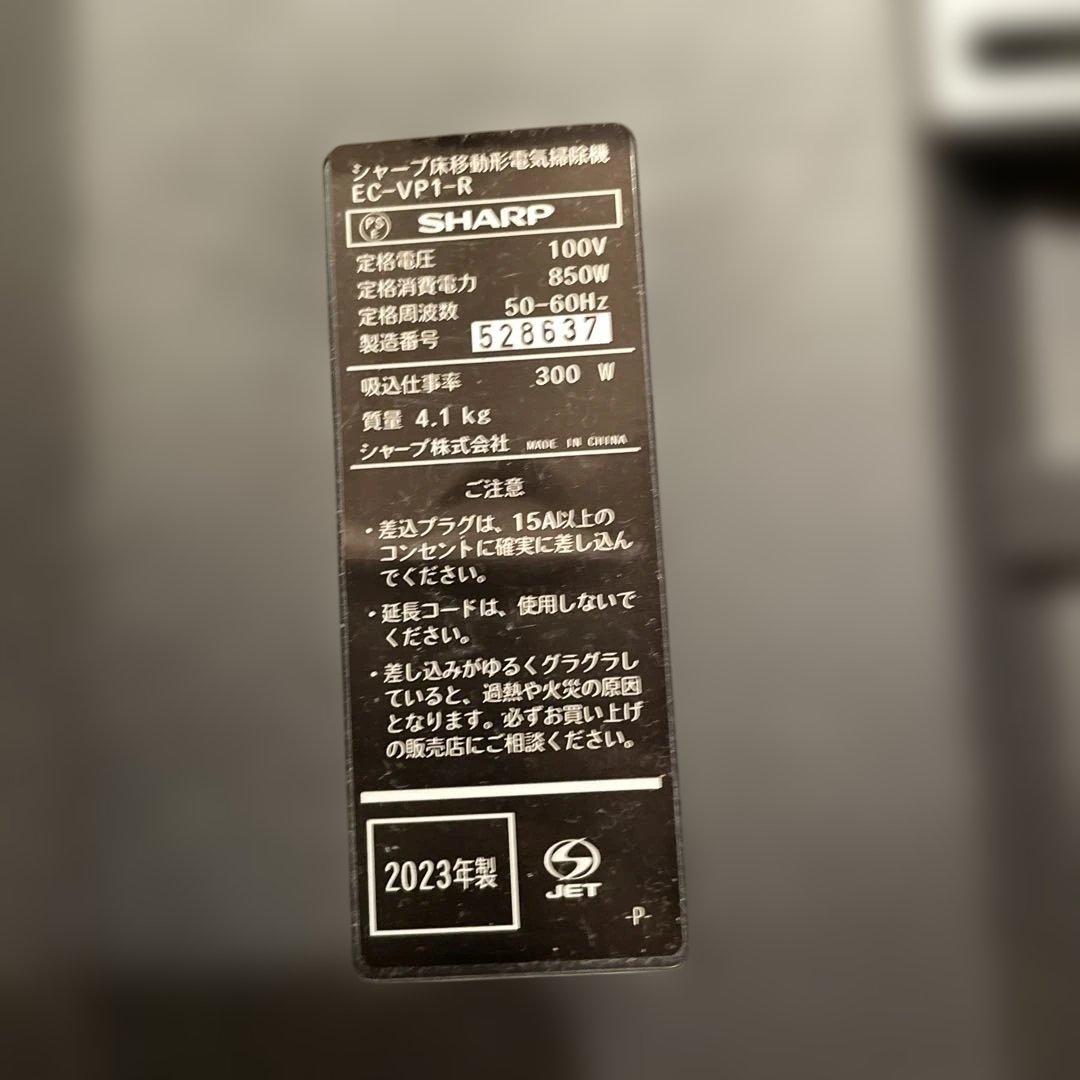 シャープ床移動形電気掃除機
EC-VP1-R
PSE SHARP
定格電圧 100V
定格消費電力 850W
定格周波数 50-60Hz
製造番号 528637
吸込仕事率 300 W
質量 4.1 kg
シャープ株式会社 MADE IN CHINA
ご注意
・差込プラグは、15A以上の
コンセントに確実に差し込ん
でください。
・延長コードは、使用しないで
ください。
・差し込みがゆるくグラグラし
ていると、過熱や火災の原因
となります。必ずお買い上げ
の販売店にご相談ください。
2023年製
JET
-P-